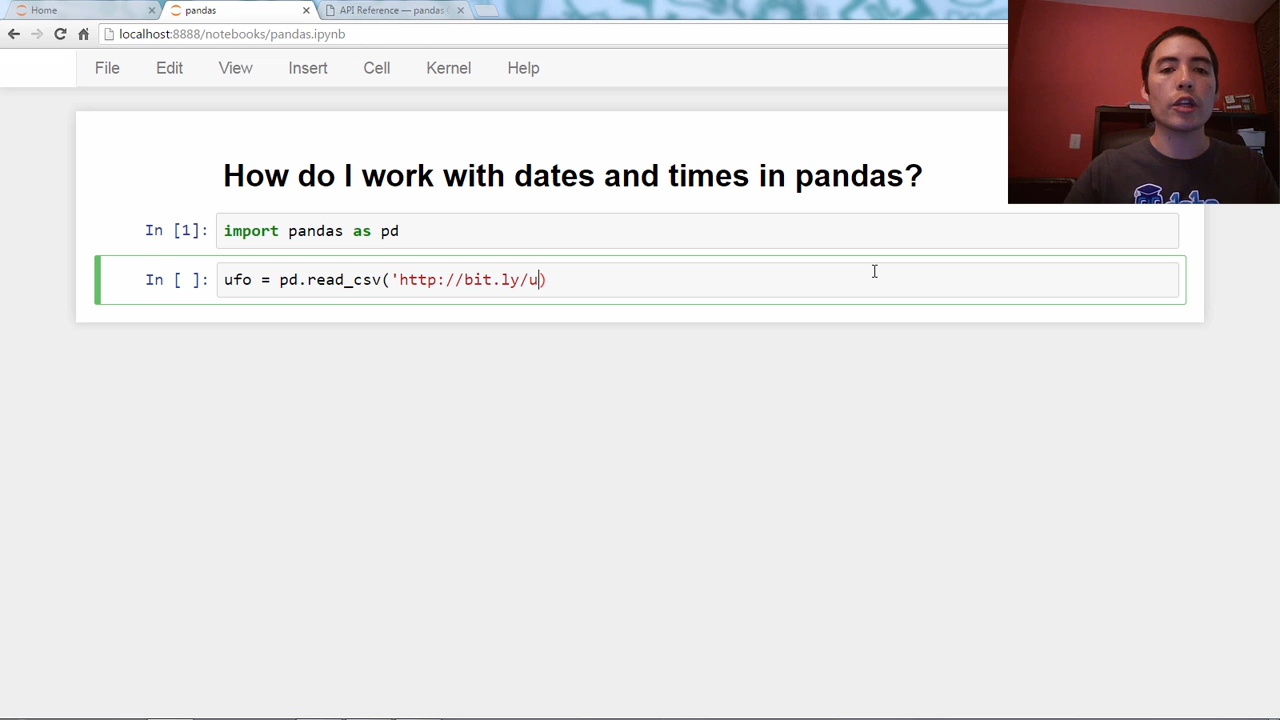 Home
pandas
API Reference — pandas
localhost:8888/notebooks/pandas.ipynb
File Edit View Insert Cell Kernel Help
How do I work with dates and times in pandas?
In [1]: import pandas as pd
In [ ]: ufo = pd.read_csv('http://bit.ly/u)